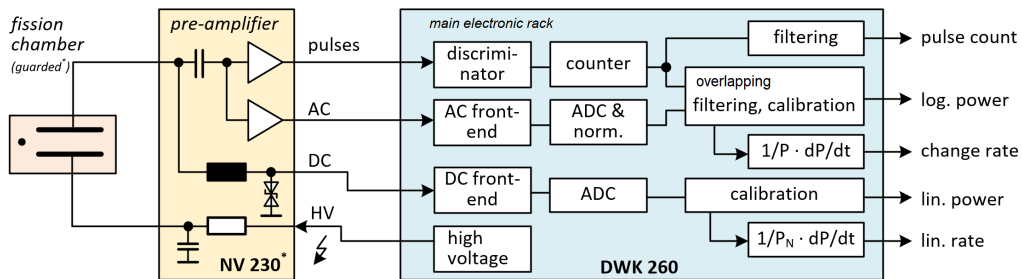 fission
chamber
(guarded*)
pre-amplifier
pulses
AC
DC
HV
NV 230*
main electronic rack
discrimi-
nator
counter
filtering
pulse count
AC front-
end
ADC &
norm.
overlapping
filtering, calibration
log. power
1/P · dP/dt
change rate
DC front-
end
ADC
calibration
lin. power
1/PN · dP/dt
lin. rate
high
voltage
DWK 260